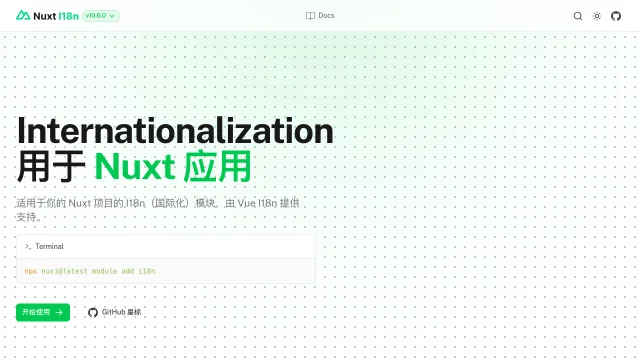 Nuxt I18n v10.6.0
Docs
Internationalization
用于 Nuxt 应用
适用于你的 Nuxt 项目的 I18n（国际化）模块。由 Vue I18n 提供
支持。
Terminal
npx nuxi@latest module add i18n
开始使用
GitHub 星标